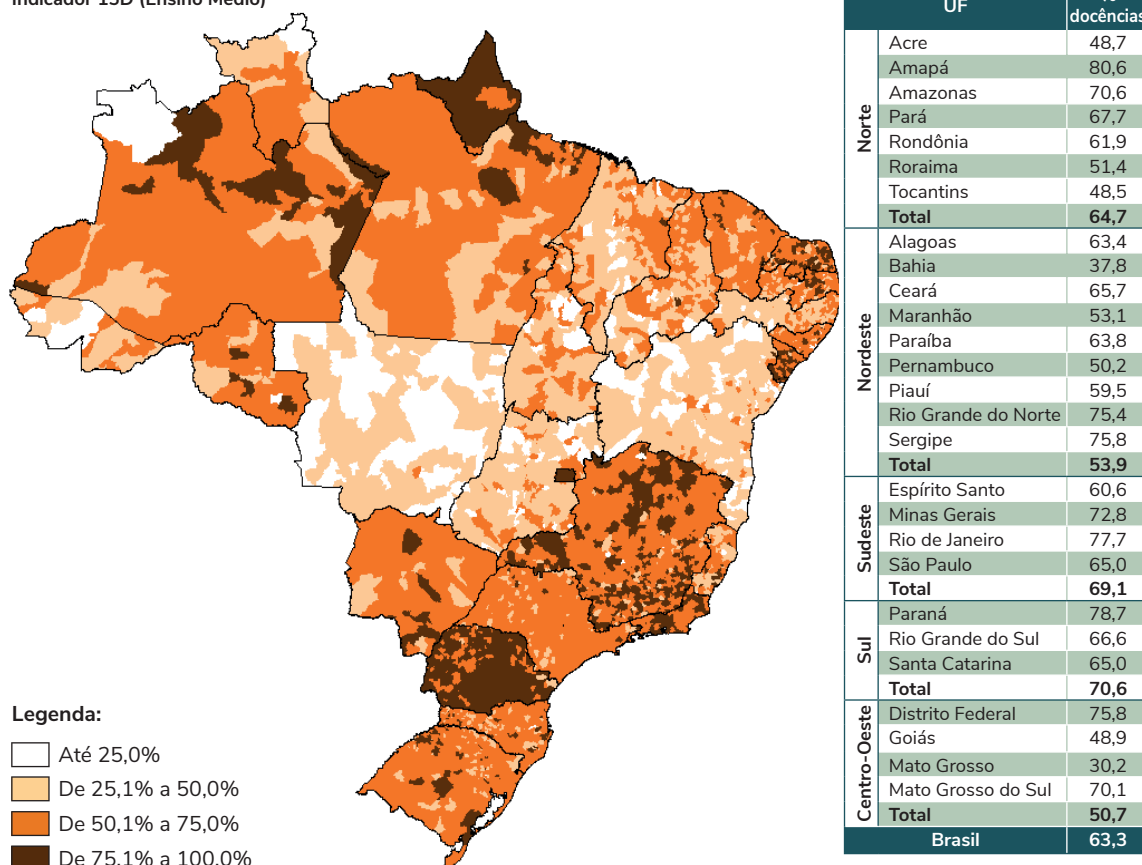 Indicador 15D (Ensino Médio)
UF %
docências
Norte
Acre 48,7
Amapá 80,6
Amazonas 70,6
Pará 67,7
Rondônia 61,9
Roraima 51,4
Tocantins 48,5
Total 64,7
Nordeste
Alagoas 63,4
Bahia 37,8
Ceará 65,7
Maranhão 53,1
Paraíba 63,8
Pernambuco 50,2
Piauí 59,5
Rio Grande do Norte 75,4
Sergipe 75,8
Total 53,9
Sudeste
Espírito Santo 60,6
Minas Gerais 72,8
Rio de Janeiro 77,7
São Paulo 65,0
Total 69,1
Sul
Paraná 78,7
Rio Grande do Sul 66,6
Santa Catarina 65,0
Total 70,6
Centro-Oeste
Distrito Federal 75,8
Goiás 48,9
Mato Grosso 30,2
Mato Grosso do Sul 70,1
Total 50,7
Brasil 63,3
Legenda:
Até 25,0%
De 25,1% a 50,0%
De 50,1% a 75,0%
De 75,1% a 100,0%